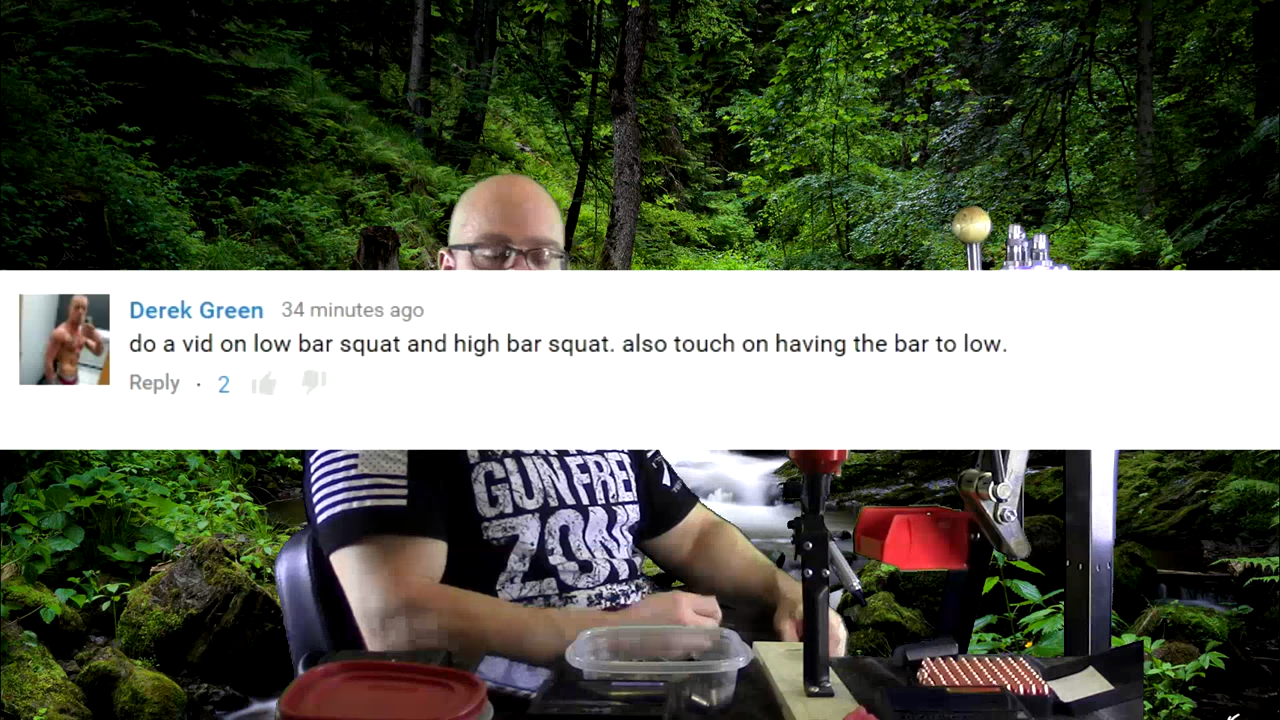 Derek Green 34 minutes ago
do a vid on low bar squat and high bar squat. also touch on having the bar to low.
Reply · 2
GUN FREE
ZONE